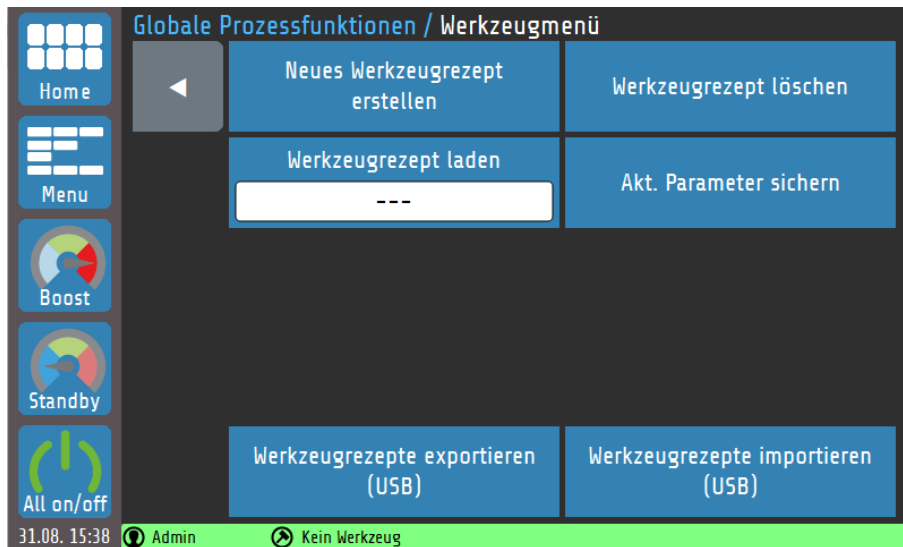 Globale Prozessfunktionen / Werkzeugmenü
Home
◄
Neues Werkzeugrezept
erstellen
Werkzeugrezept löschen
Menu
Werkzeugrezept laden
---
Akt. Parameter sichern
Boost
Standby
All on/off
Werkzeugrezepte exportieren
(USB)
Werkzeugrezepte importieren
(USB)
31.08. 15:38
Admin
Kein Werkzeug